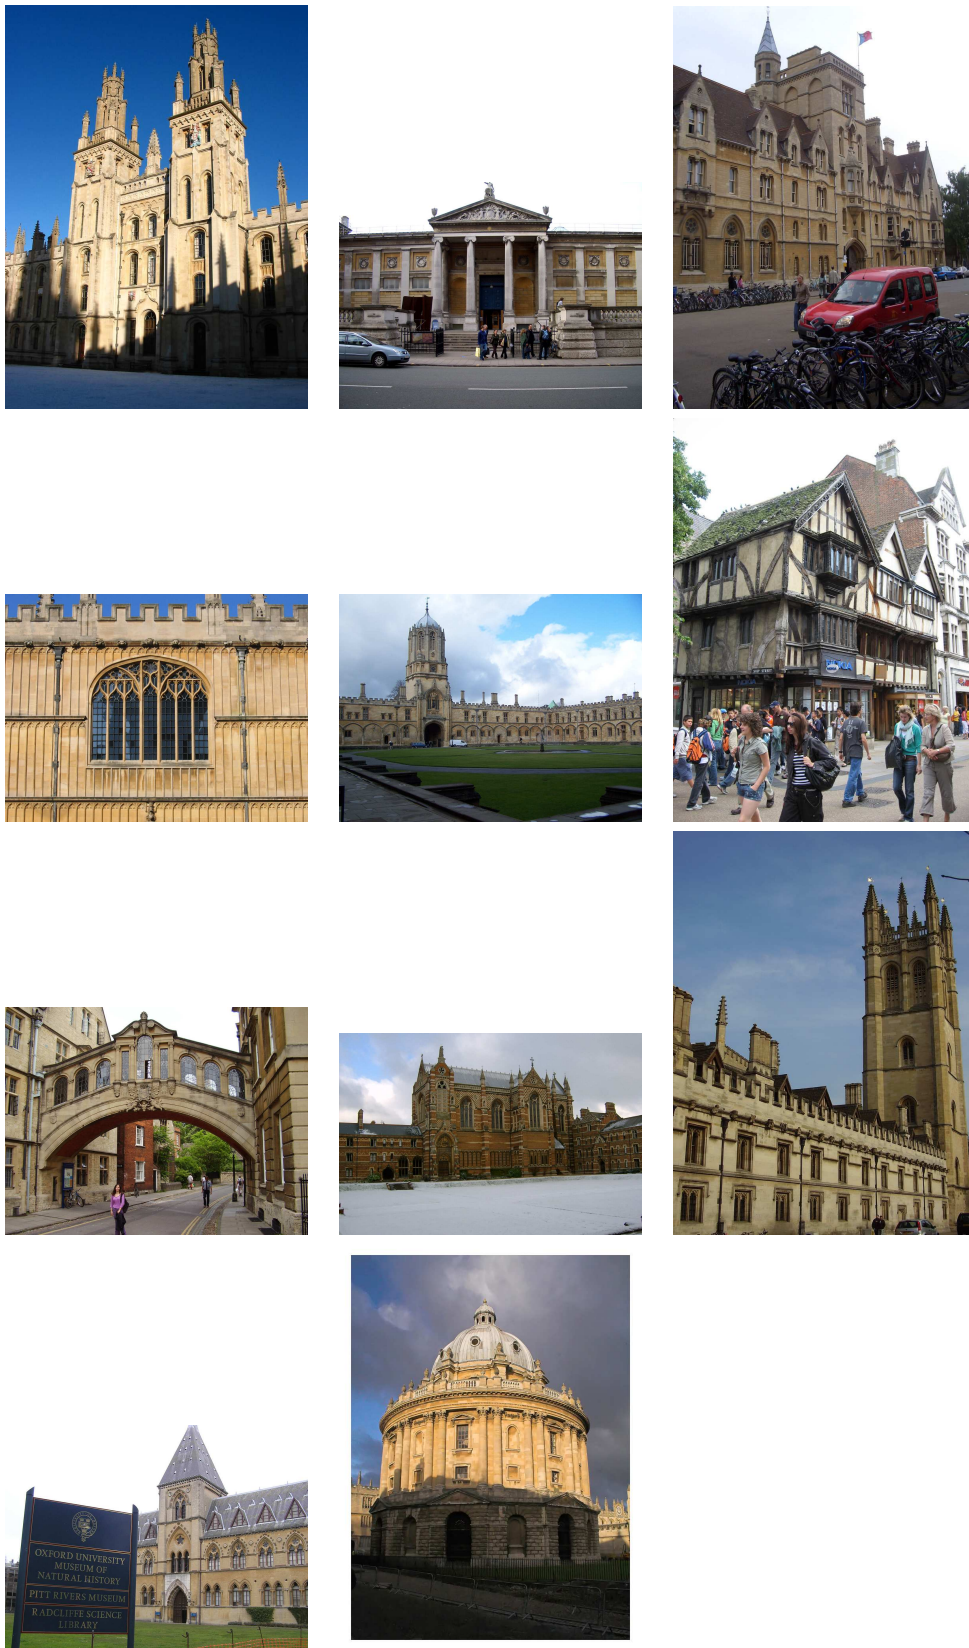 OXFORD UNIVERSITY
MUSEUM OF
NATURAL HISTORY
PITT RIVERS MUSEUM
RADCLIFFE SCIENCE
LIBRARY